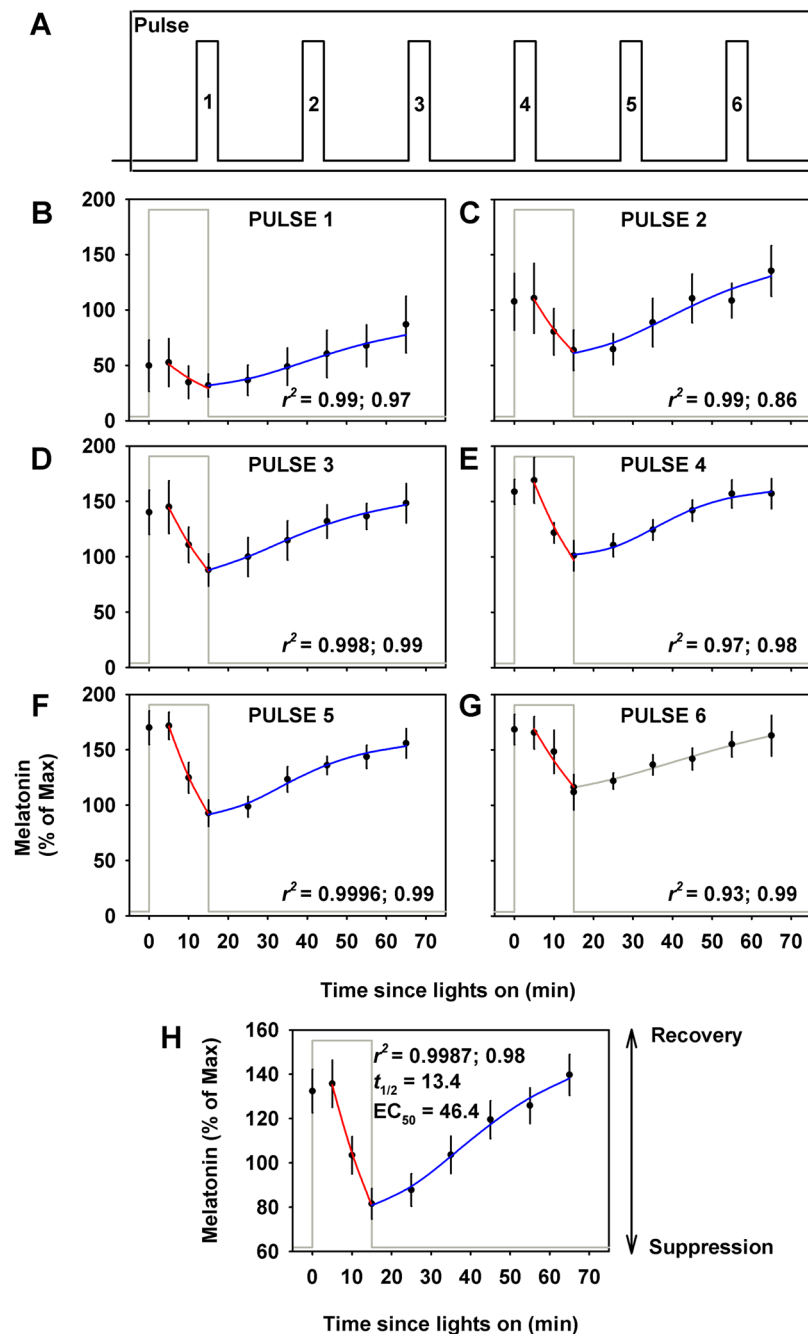 A
Pulse
1 2 3 4 5 6
B
PULSE 1
200
150
100
50
0
r² = 0.99; 0.97
C
PULSE 2
r² = 0.99; 0.86
D
PULSE 3
200
150
100
50
0
r² = 0.998; 0.99
E
PULSE 4
r² = 0.97; 0.98
F
PULSE 5
200
150
100
50
0
Melatonin
(% of Max)
r² = 0.9996; 0.99
0 10 20 30 40 50 60 70
G
PULSE 6
r² = 0.93; 0.99
0 10 20 30 40 50 60 70
Time since lights on (min)
H
160
140
120
100
80
60
Melatonin (% of Max)
r² = 0.9987; 0.98
t1/2 = 13.4
EC50 = 46.4
Recovery
Suppression
0 10 20 30 40 50 60 70
Time since lights on (min)